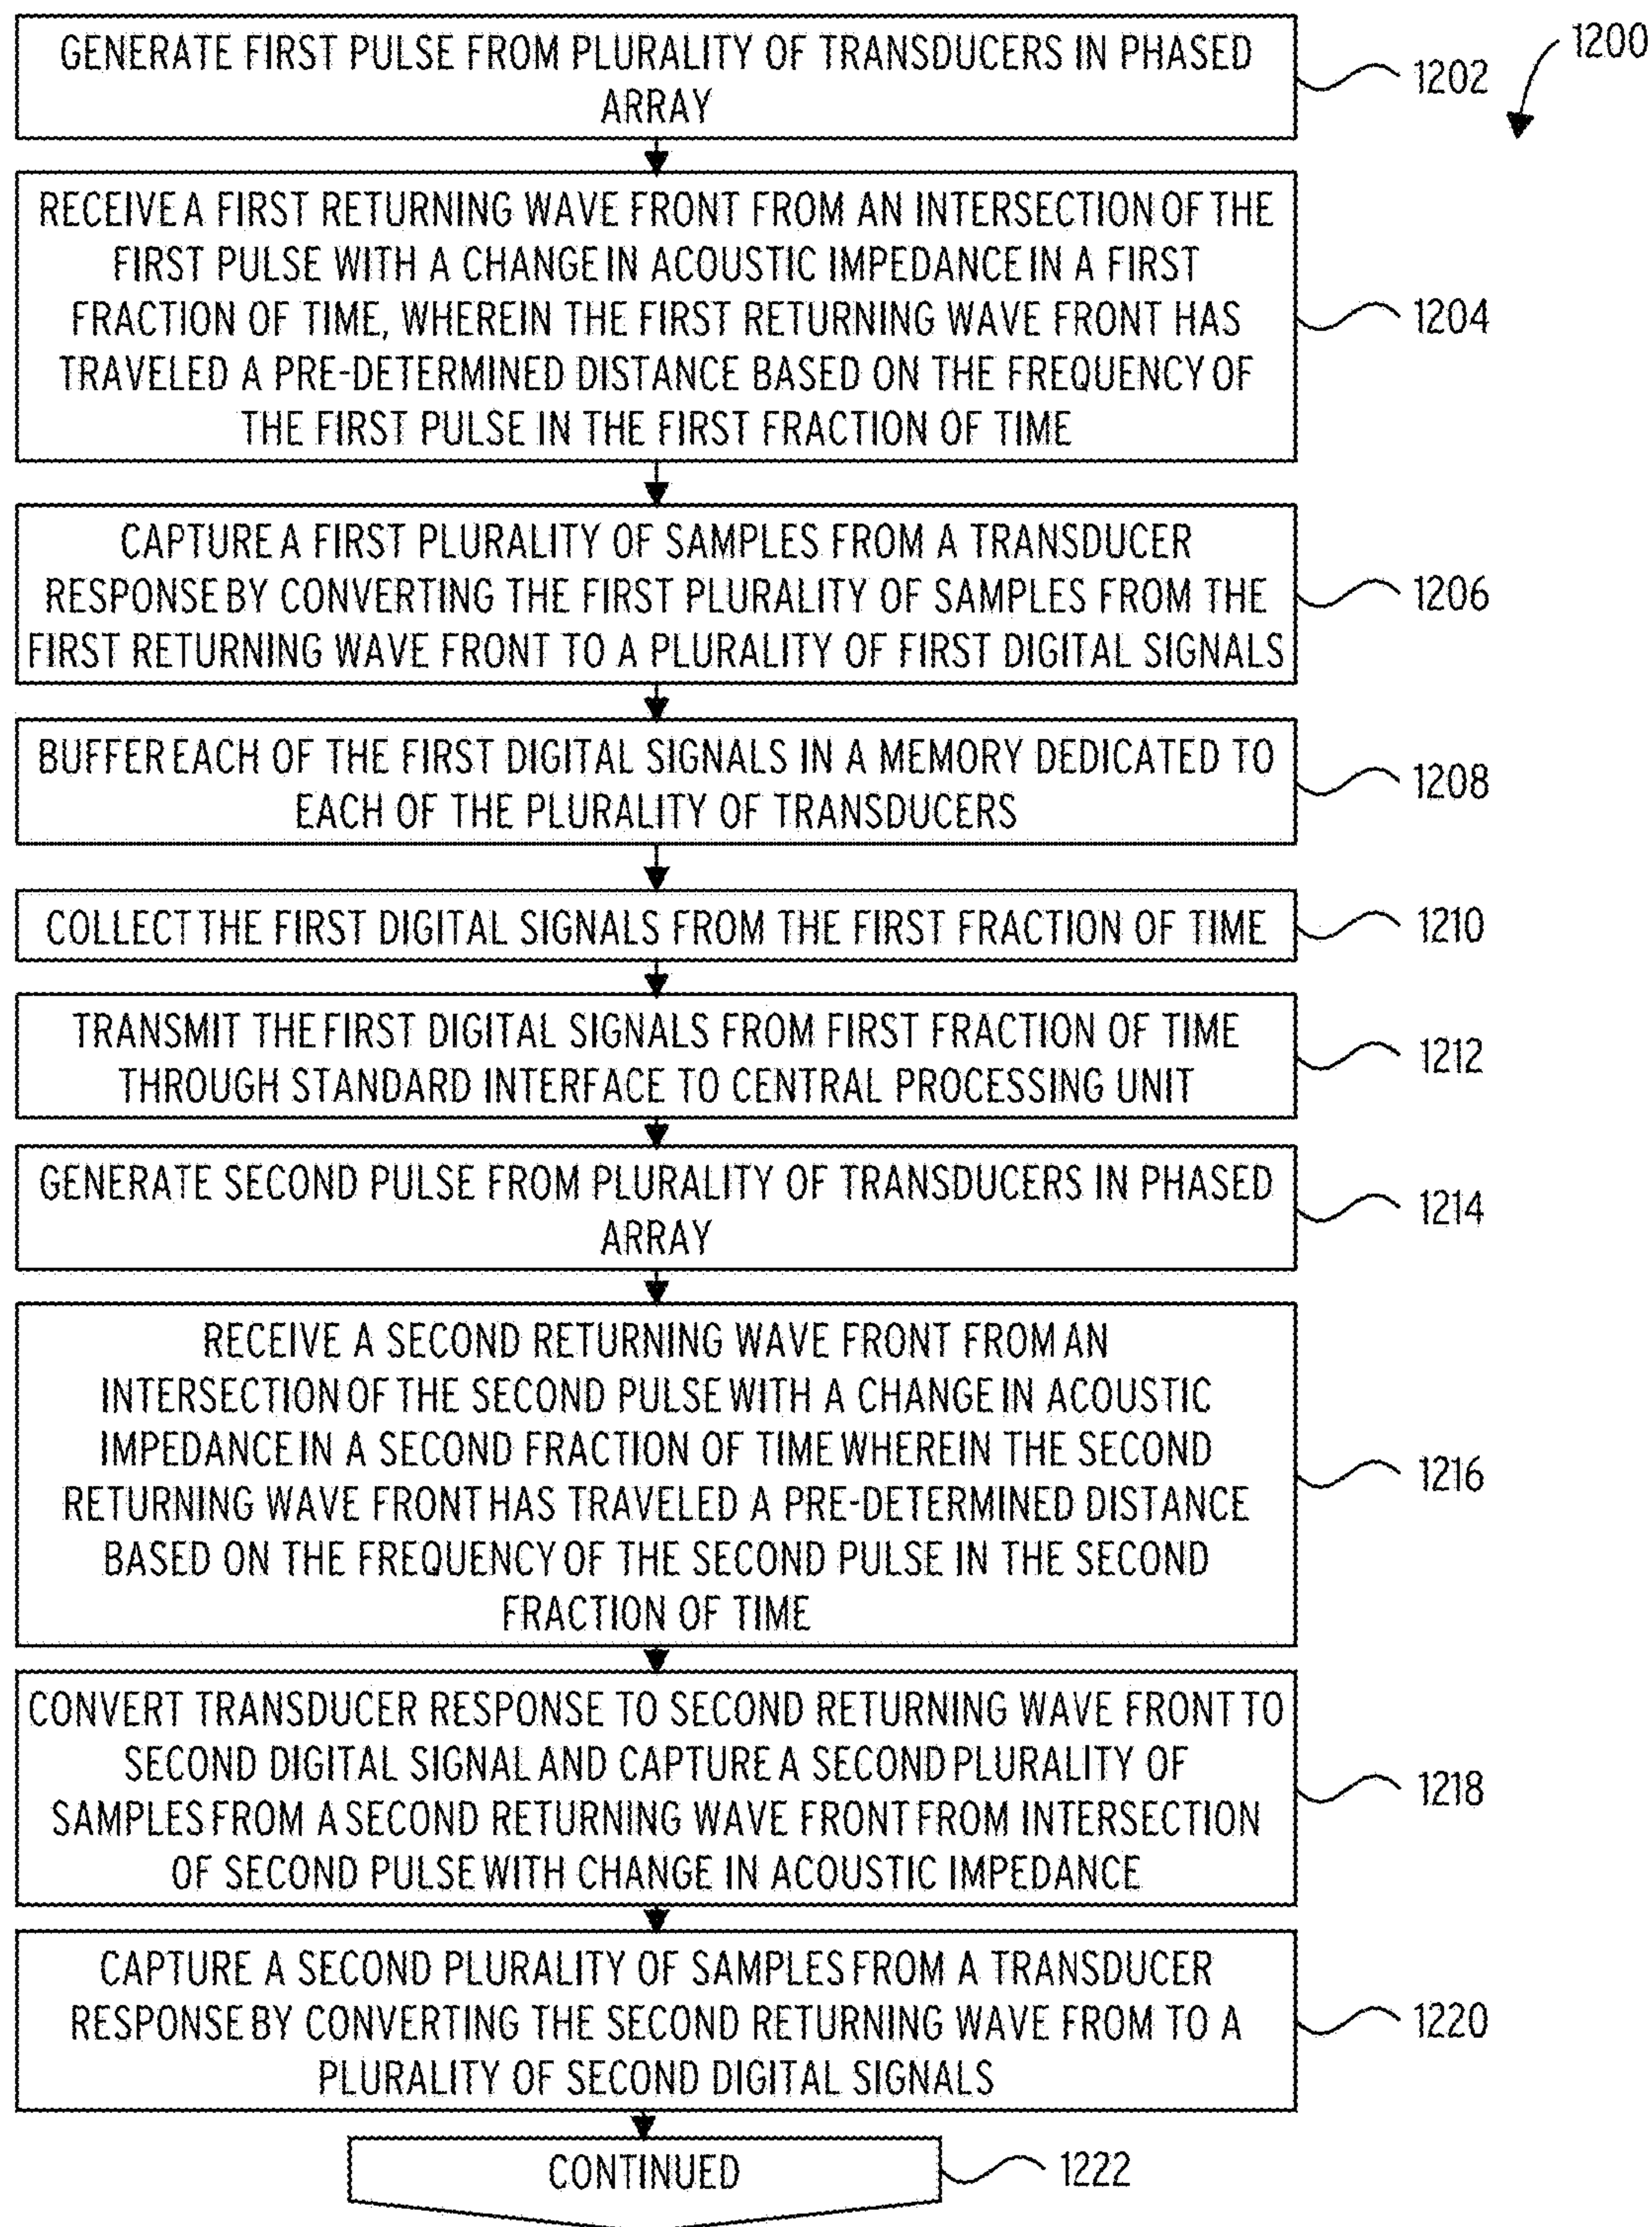 1200
GENERATE FIRST PULSE FROM PLURALITY OF TRANSDUCERS IN PHASED
ARRAY
1202
RECEIVE A FIRST RETURNING WAVE FRONT FROM AN INTERSECTION OF THE
FIRST PULSE WITH A CHANGE IN ACOUSTIC IMPEDANCE IN A FIRST
FRACTION OF TIME, WHEREIN THE FIRST RETURNING WAVE FRONT HAS
TRAVELED A PRE-DETERMINED DISTANCE BASED ON THE FREQUENCY OF
THE FIRST PULSE IN THE FIRST FRACTION OF TIME
1204
CAPTURE A FIRST PLURALITY OF SAMPLES FROM A TRANSDUCER
RESPONSE BY CONVERTING THE FIRST PLURALITY OF SAMPLES FROM THE
FIRST RETURNING WAVE FRONT TO A PLURALITY OF FIRST DIGITAL SIGNALS
1206
BUFFER EACH OF THE FIRST DIGITAL SIGNALS IN A MEMORY DEDICATED TO
EACH OF THE PLURALITY OF TRANSDUCERS
1208
COLLECT THE FIRST DIGITAL SIGNALS FROM THE FIRST FRACTION OF TIME
1210
TRANSMIT THE FIRST DIGITAL SIGNALS FROM FIRST FRACTION OF TIME
THROUGH STANDARD INTERFACE TO CENTRAL PROCESSING UNIT
1212
GENERATE SECOND PULSE FROM PLURALITY OF TRANSDUCERS IN PHASED
ARRAY
1214
RECEIVE A SECOND RETURNING WAVE FRONT FROM AN
INTERSECTION OF THE SECOND PULSE WITH A CHANGE IN ACOUSTIC
IMPEDANCE IN A SECOND FRACTION OF TIME WHEREIN THE SECOND
RETURNING WAVE FRONT HAS TRAVELED A PRE-DETERMINED DISTANCE
BASED ON THE FREQUENCY OF THE SECOND PULSE IN THE SECOND
FRACTION OF TIME
1216
CONVERT TRANSDUCER RESPONSE TO SECOND RETURNING WAVE FRONT TO
SECOND DIGITAL SIGNAL AND CAPTURE A SECOND PLURALITY OF
SAMPLES FROM A SECOND RETURNING WAVE FRONT FROM INTERSECTION
OF SECOND PULSE WITH CHANGE IN ACOUSTIC IMPEDANCE
1218
CAPTURE A SECOND PLURALITY OF SAMPLES FROM A TRANSDUCER
RESPONSE BY CONVERTING THE SECOND RETURNING WAVE FROM TO A
PLURALITY OF SECOND DIGITAL SIGNALS
1220
CONTINUED
1222